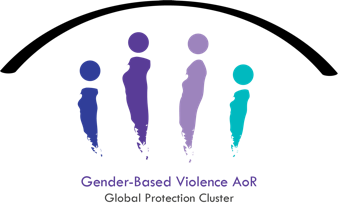 Gender-Based Violence AoR
Global Protection Cluster